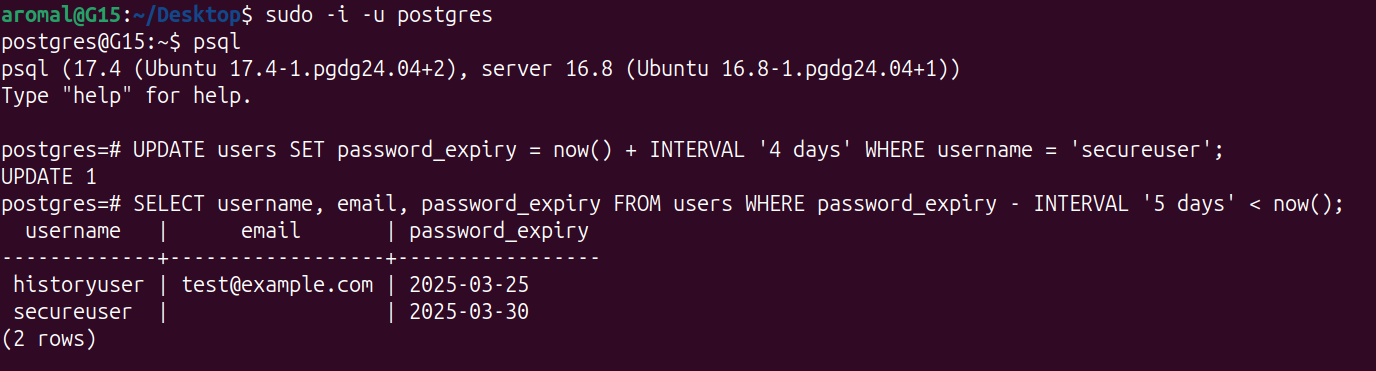 aromal@G15:~/Desktop$ sudo -i -u postgres
postgres@G15:~$ psql
psql (17.4 (Ubuntu 17.4-1.pgdg24.04+2), server 16.8 (Ubuntu 16.8-1.pgdg24.04+1))
Type "help" for help.

postgres=# UPDATE users SET password_expiry = now() + INTERVAL '4 days' WHERE username = 'secureuser';
UPDATE 1
postgres=# SELECT username, email, password_expiry FROM users WHERE password_expiry - INTERVAL '5 days' < now();
  username   |      email       | password_expiry
-------------+------------------+-----------------
 historyuser | test@example.com | 2025-03-25
 secureuser  |                  | 2025-03-30
(2 rows)